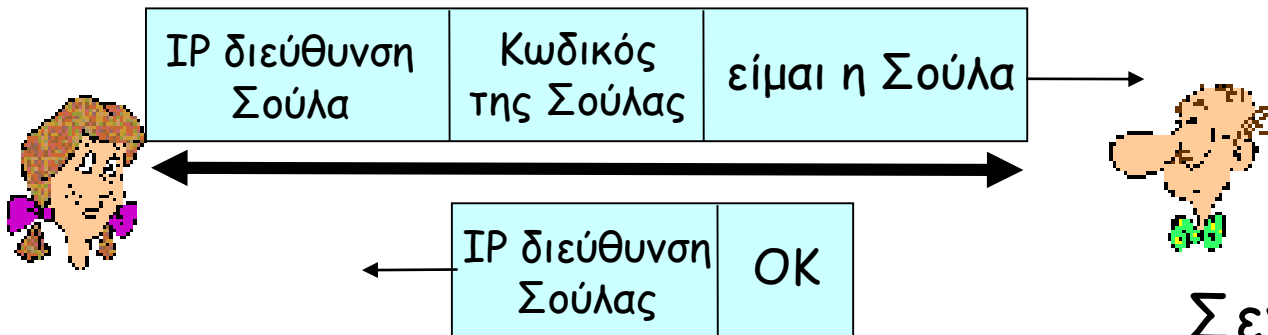 IP διεύθυνση
Σούλα
Κωδικός
της Σούλας
είμαι η Σούλα
IP διεύθυνση
Σούλας
OK